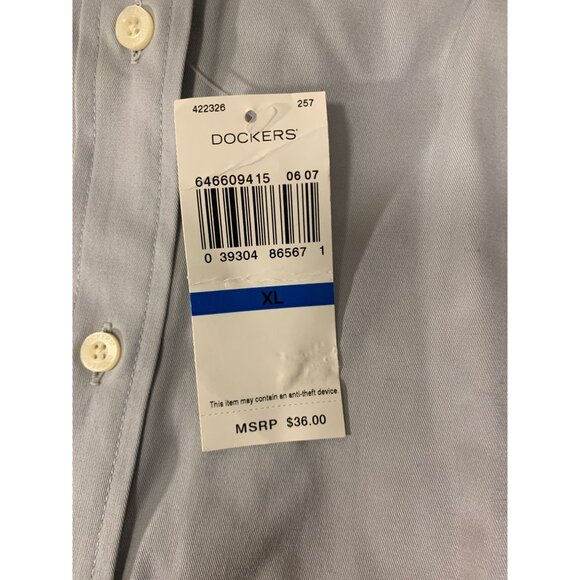 422326 257
DOCKERS®
646609415 06 07
0 39304 86567 1
XL
This item may contain an anti-theft device
MSRP $36.00